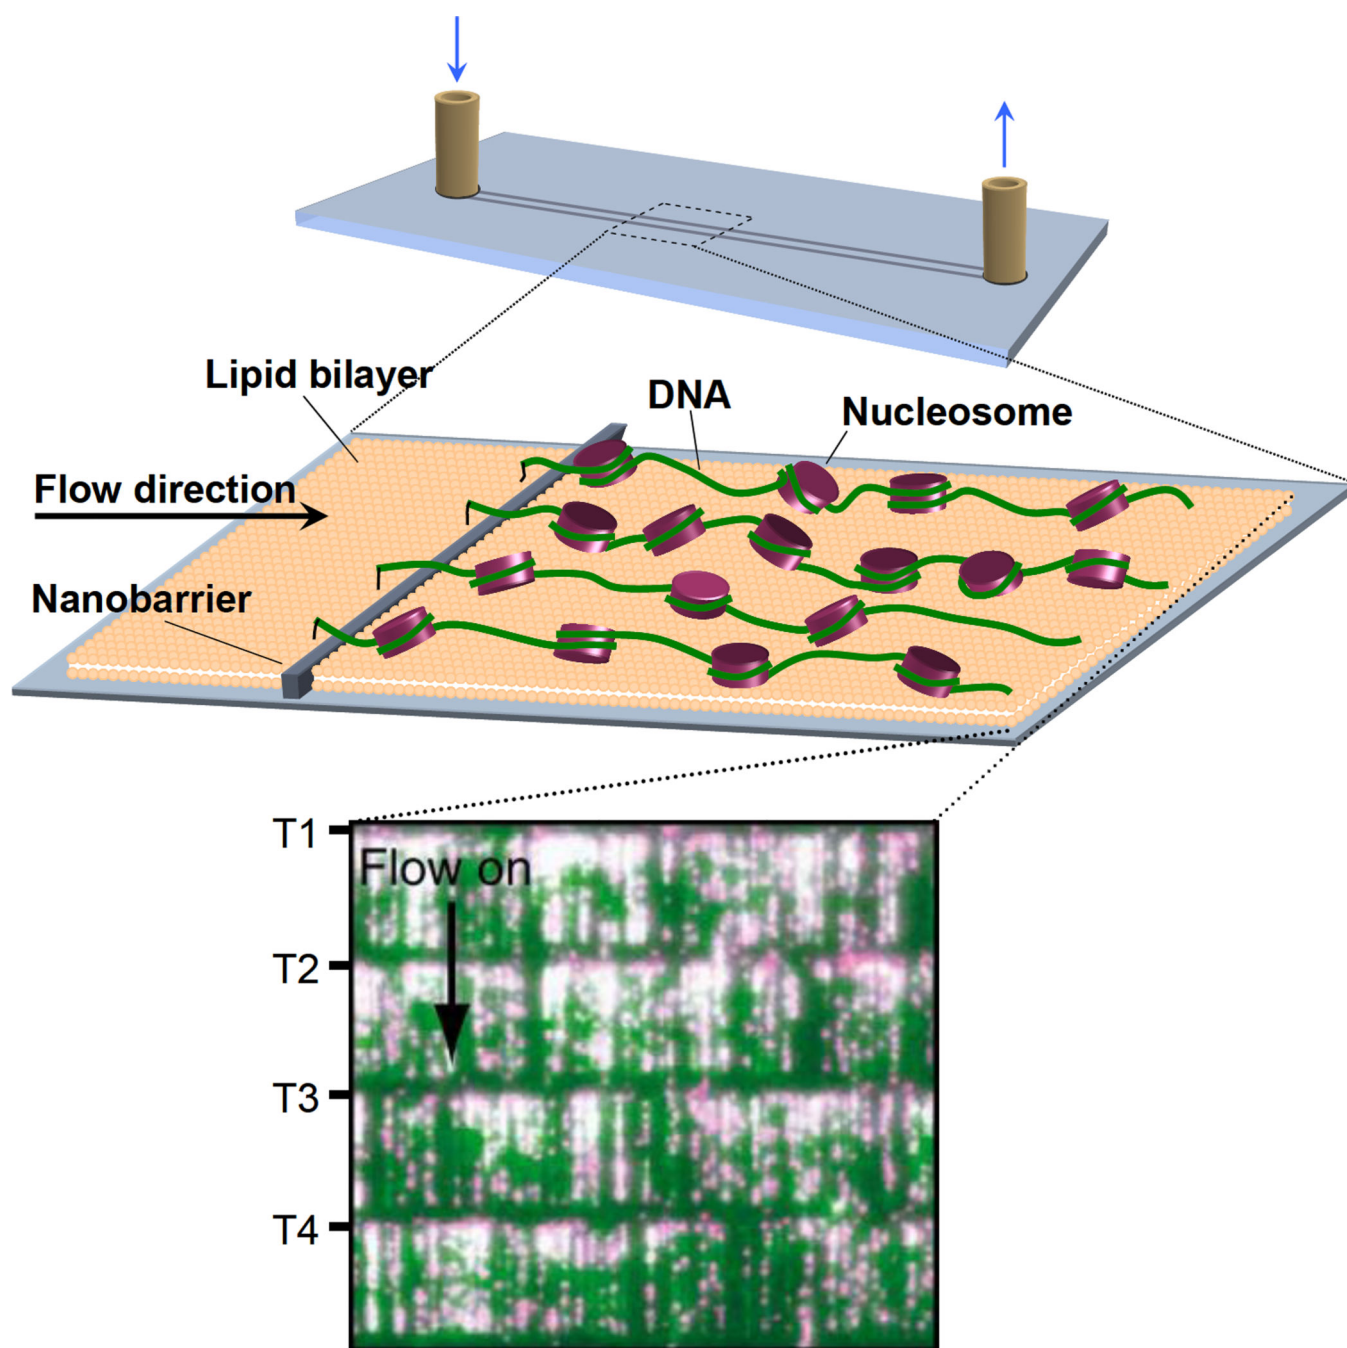 Lipid bilayer
DNA
Nucleosome
Flow direction
Nanobarrier
T1
Flow on
T2
T3
T4